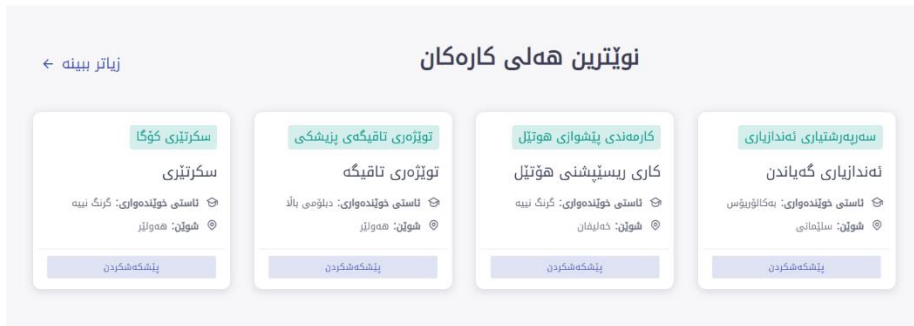 نوێترین هەلی کارەکان
زیاتر ببینە ←
سەرپەرشتیاری ئەندازیاری
ئەندازیاری گەیاندن
ئاستی خوێندەواری: بەکالۆریۆس
شوێن: سلێمانی
پێشکەشکردن
کارمەندی پێشوازی هوتێل
کاری ریسێپشنی هۆتێل
ئاستی خوێندەواری: گرنگ نییە
شوێن: خەلیفان
پێشکەشکردن
توێژەری تاقیگەی پزیشکی
توێژەری تاقیگە
ئاستی خوێندەواری: دبلۆمی باڵا
شوێن: هەولێر
پێشکەشکردن
سکرتێری کۆگا
سکرتێری
ئاستی خوێندەواری: گرنگ نییە
شوێن: هەولێر
پێشکەشکردن